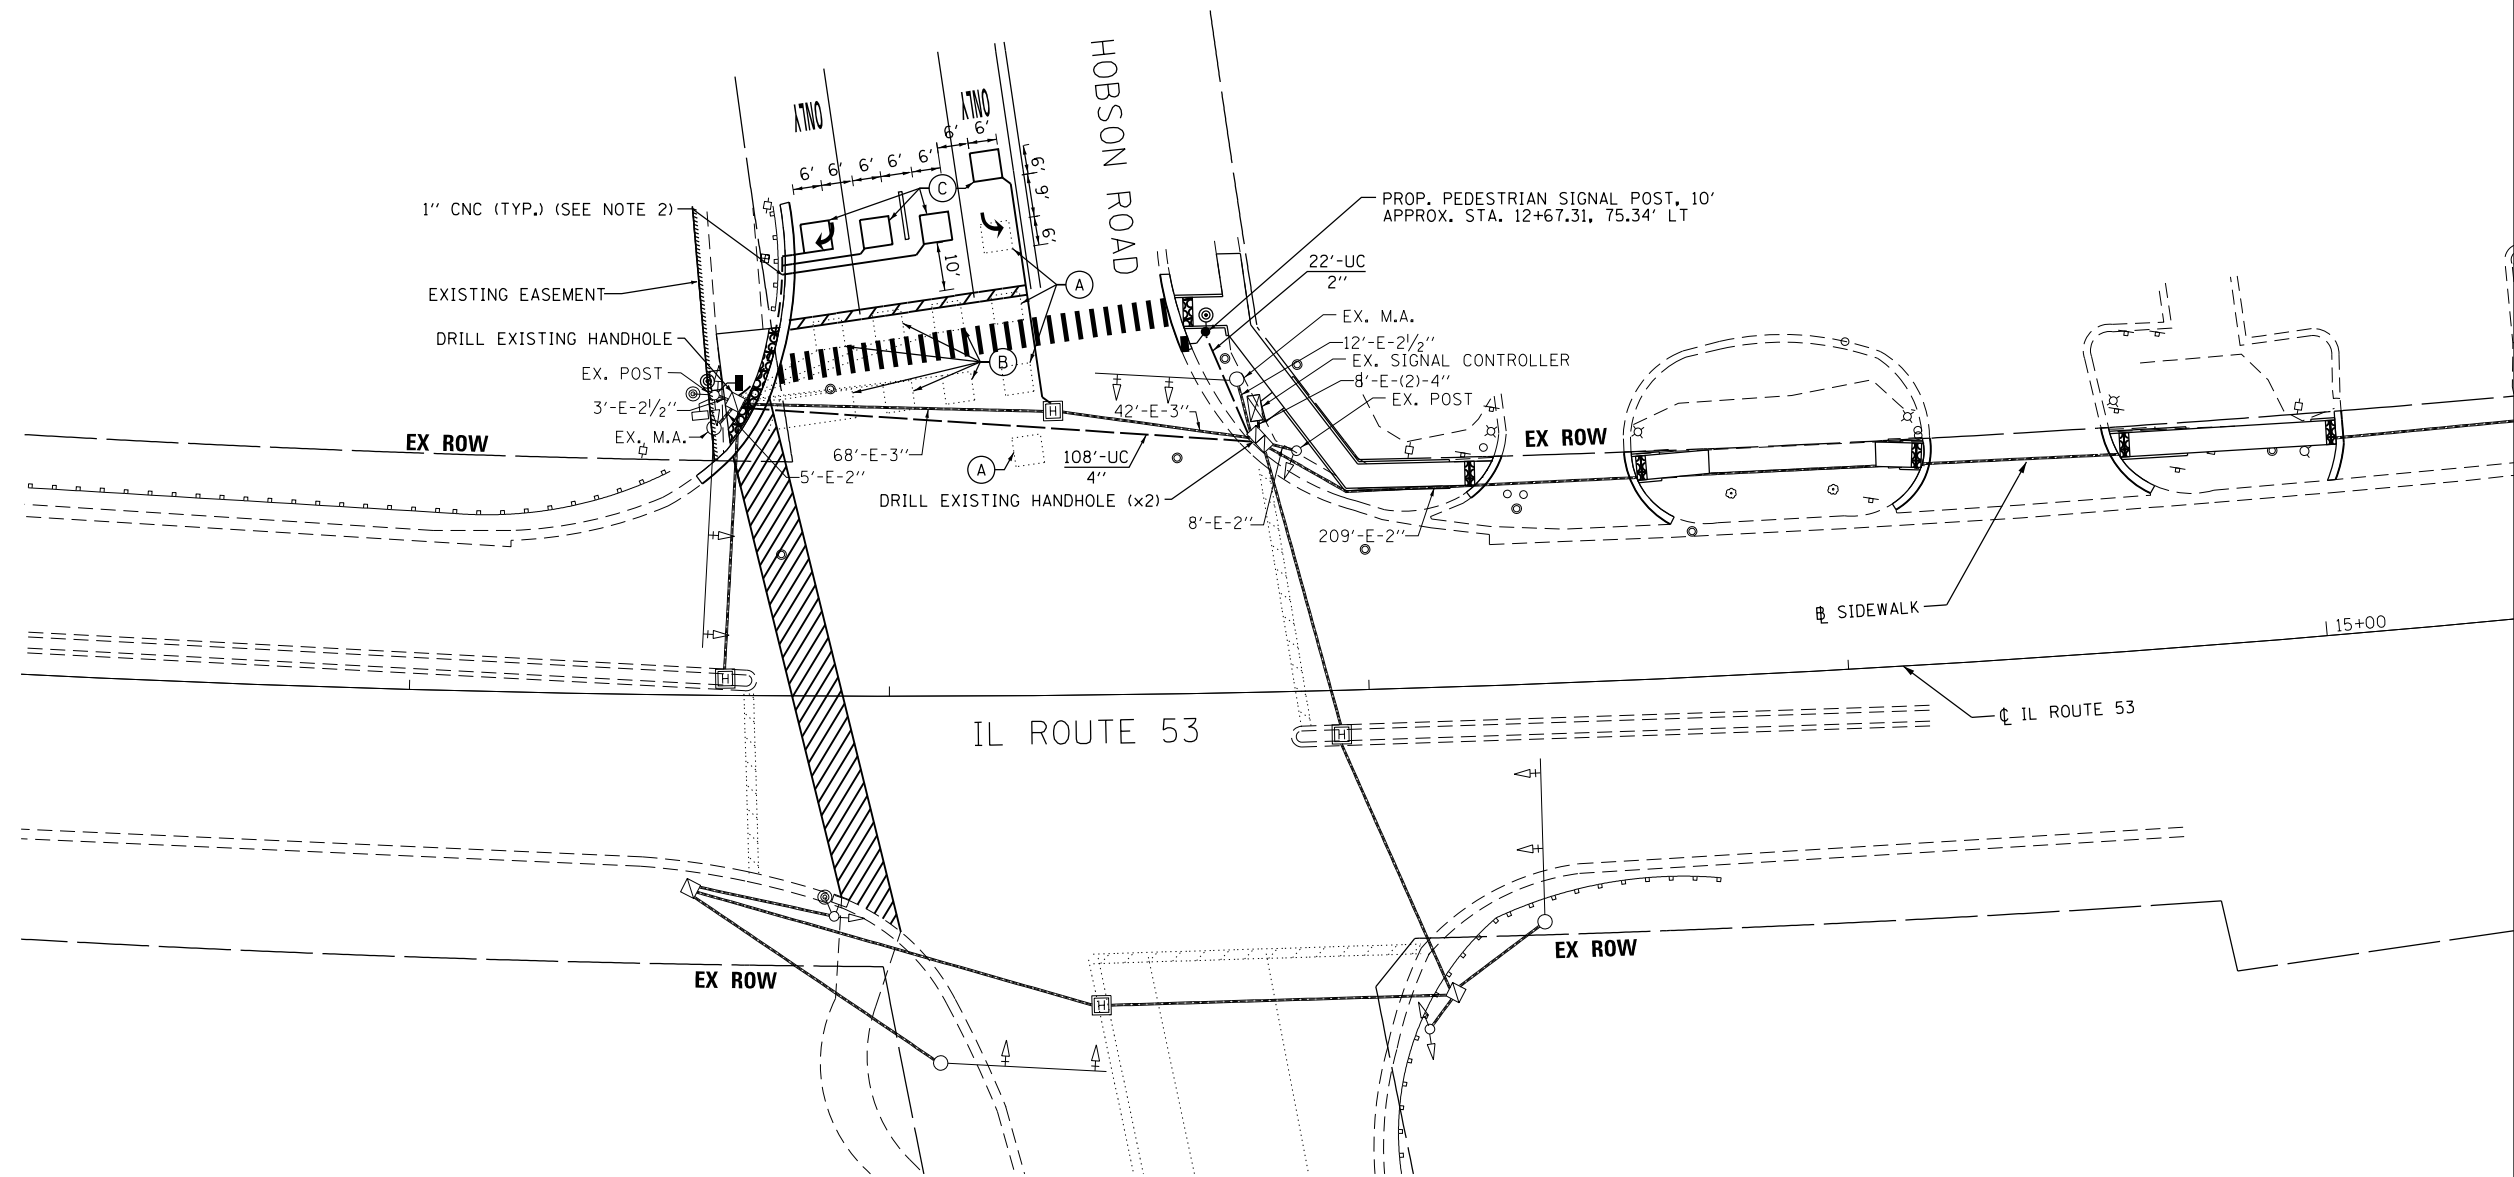 HOBSON ROAD
ONLY
ONLY
6'
6'
6'
6'
6'
6'
6'
6'
9'
6'
10'
C
1" CNC (TYP.) (SEE NOTE 2)
PROP. PEDESTRIAN SIGNAL POST, 10'
APPROX. STA. 12+67.31, 75.34' LT
22'-UC
2"
EXISTING EASEMENT
A
DRILL EXISTING HANDHOLE
EX. M.A.
12'-E-2½"
EX. SIGNAL CONTROLLER
B
EX. POST
8'-E-(2)-4"
3'-E-2½"
EX. POST
H
42'-E-3"
EX. M.A.
EX ROW
EX ROW
68'-E-3"
108'-UC
4"
A
5'-E-2"
DRILL EXISTING HANDHOLE (x2)
8'-E-2"
209'-E-2"
℄ SIDEWALK
15+00
H
IL ROUTE 53
℄ IL ROUTE 53
H
EX ROW
EX ROW
H